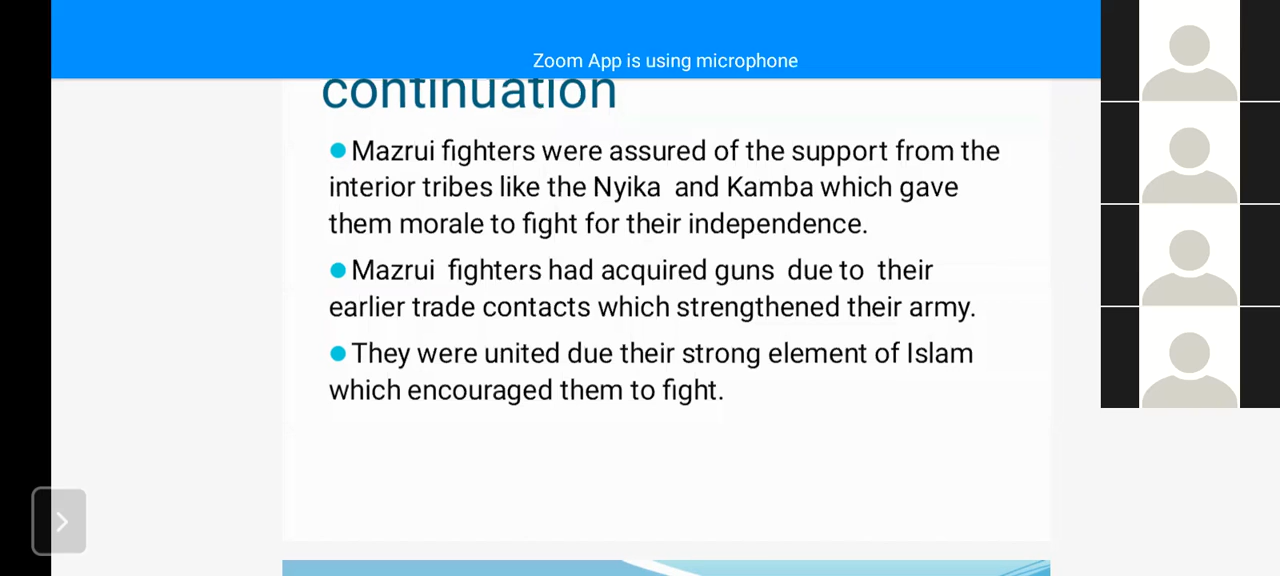 Zoom App is using microphone
continuation
Mazrui fighters were assured of the support from the
interior tribes like the Nyika and Kamba which gave
them morale to fight for their independence.
Mazrui fighters had acquired guns due to their
earlier trade contacts which strengthened their army.
They were united due their strong element of Islam
which encouraged them to fight.